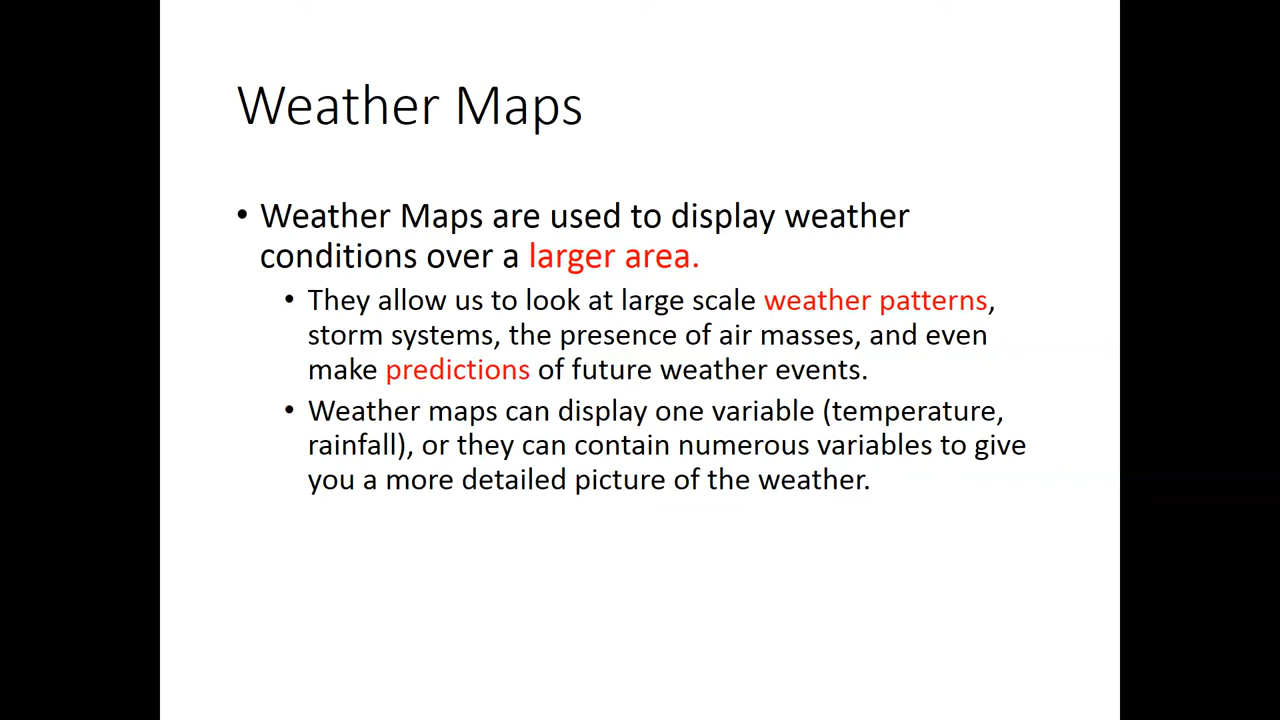 Weather Maps
• Weather Maps are used to display weather
conditions over a larger area.
• They allow us to look at large scale weather patterns,
storm systems, the presence of air masses, and even
make predictions of future weather events.
• Weather maps can display one variable (temperature,
rainfall), or they can contain numerous variables to give
you a more detailed picture of the weather.